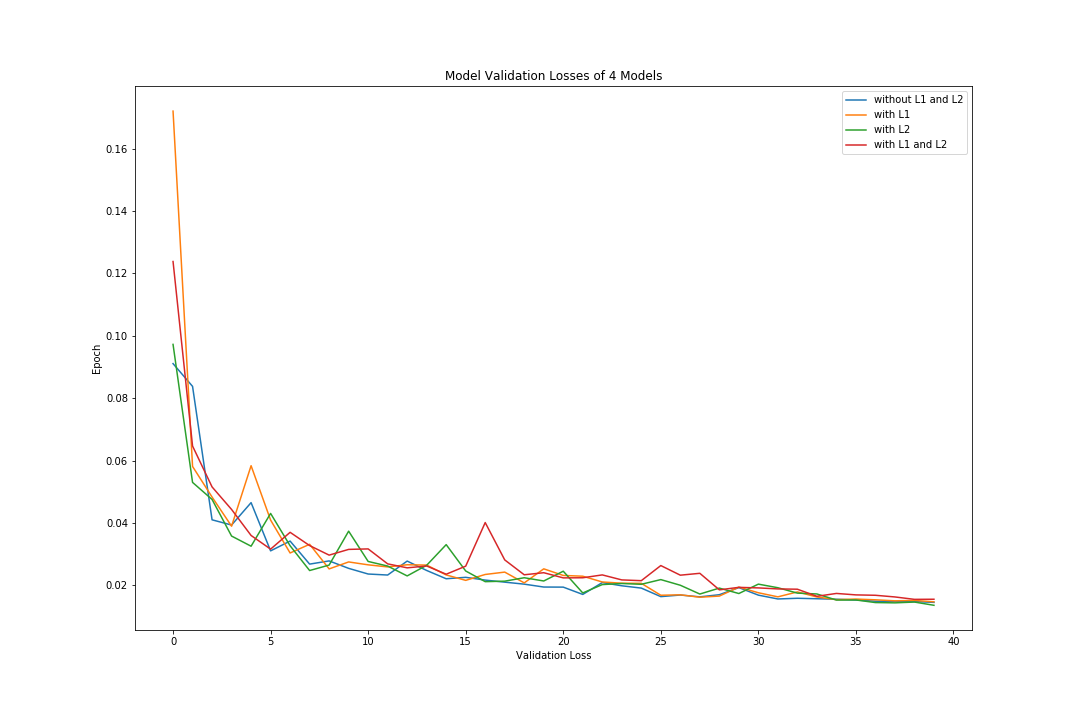 Model Validation Losses of 4 Models
without L1 and L2
with L1
with L2
with L1 and L2
0.16
0.14
0.12
0.10
0.08
0.06
0.04
0.02
Epoch
0 5 10 15 20 25 30 35 40
Validation Loss